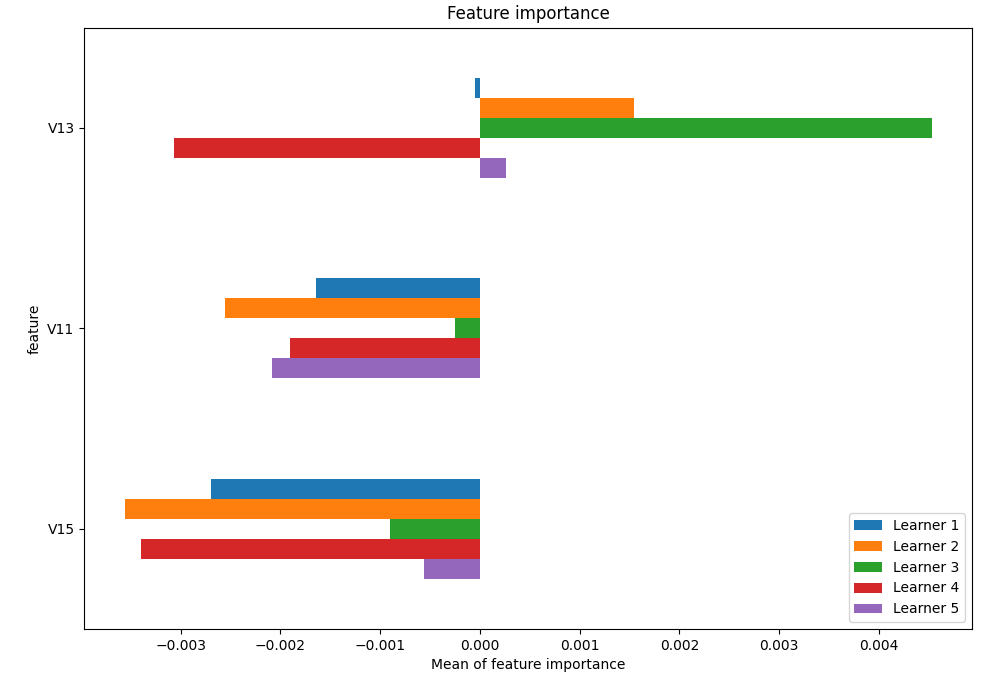 Feature importance
V13
V11
V15
feature
−0.003
−0.002
−0.001
0.000
0.001
0.002
0.003
0.004
Mean of feature importance
Learner 1
Learner 2
Learner 3
Learner 4
Learner 5